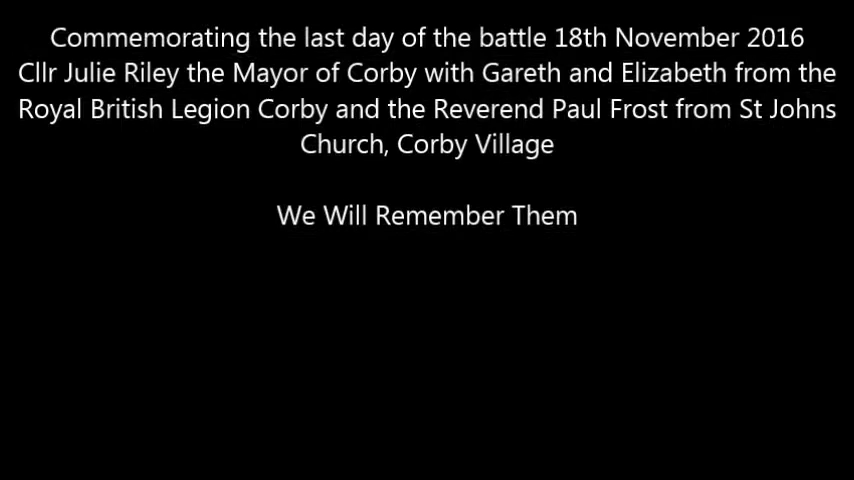 Commemorating the last day of the battle 18th November 2016
Cllr Julie Riley the Mayor of Corby with Gareth and Elizabeth from the
Royal British Legion Corby and the Reverend Paul Frost from St Johns
Church, Corby Village
We Will Remember Them